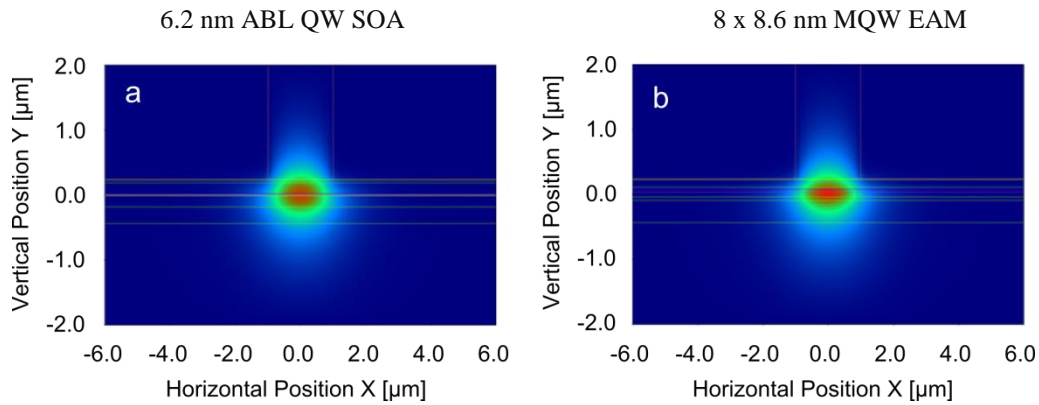 6.2 nm ABL QW SOA
8 x 8.6 nm MQW EAM
a
b
Vertical Position Y [µm]
2.0
1.0
0.0
-1.0
-2.0
-6.0 -4.0 -2.0 0.0 2.0 4.0 6.0
Horizontal Position X [µm]
Vertical Position Y [µm]
2.0
1.0
0.0
-1.0
-2.0
-6.0 -4.0 -2.0 0.0 2.0 4.0 6.0
Horizontal Position X [µm]